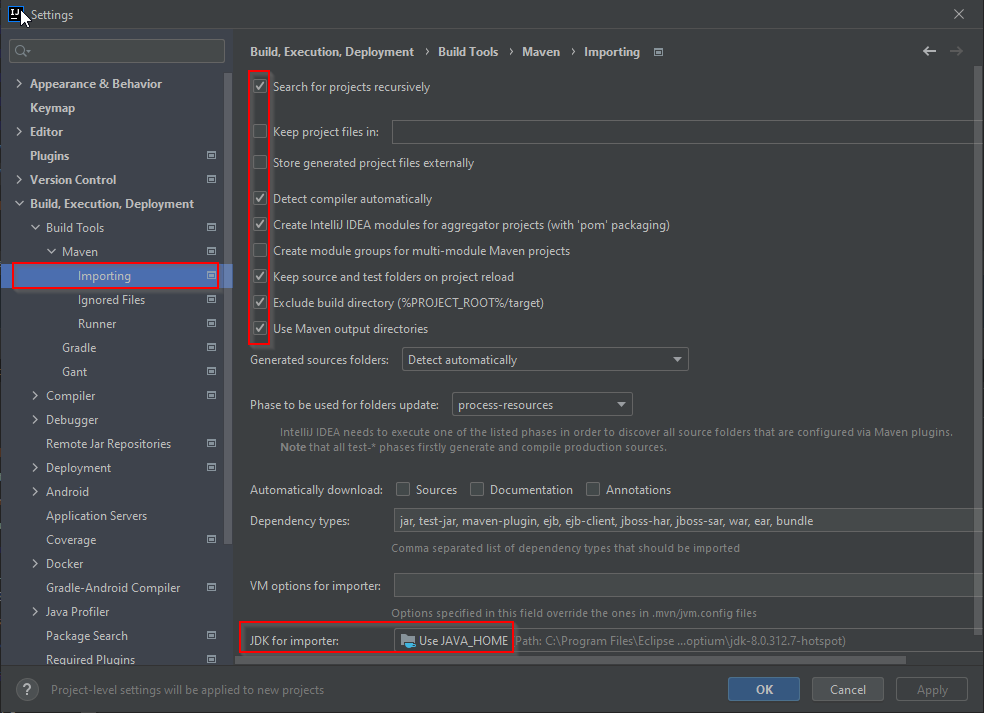 IJ Settings
Build, Execution, Deployment › Build Tools › Maven › Importing
Appearance & Behavior
Keymap
Editor
Plugins
Version Control
Build, Execution, Deployment
Build Tools
Maven
Importing
Ignored Files
Runner
Gradle
Gant
Compiler
Debugger
Remote Jar Repositories
Deployment
Android
Application Servers
Coverage
Docker
Gradle-Android Compiler
Java Profiler
Package Search
Required Plugins
Search for projects recursively
Keep project files in:
Store generated project files externally
Detect compiler automatically
Create IntelliJ IDEA modules for aggregator projects (with 'pom' packaging)
Create module groups for multi-module Maven projects
Keep source and test folders on project reload
Exclude build directory (%PROJECT_ROOT%/target)
Use Maven output directories
Generated sources folders: Detect automatically
Phase to be used for folders update: process-resources
IntelliJ IDEA needs to execute one of the listed phases in order to discover all source folders that are configured via Maven plugins.
Note that all test-* phases firstly generate and compile production sources.
Automatically download: Sources Documentation Annotations
Dependency types: jar, test-jar, maven-plugin, ejb, ejb-client, jboss-har, jboss-sar, war, ear, bundle
Comma separated list of dependency types that should be imported
VM options for importer:
Options specified in this field override the ones in .mvn/jvm.config files
JDK for importer: Use JAVA_HOME Path: C:\Program Files\Eclipse ...optium\jdk-8.0.312.7-hotspot)
? Project-level settings will be applied to new projects
OK Cancel Apply